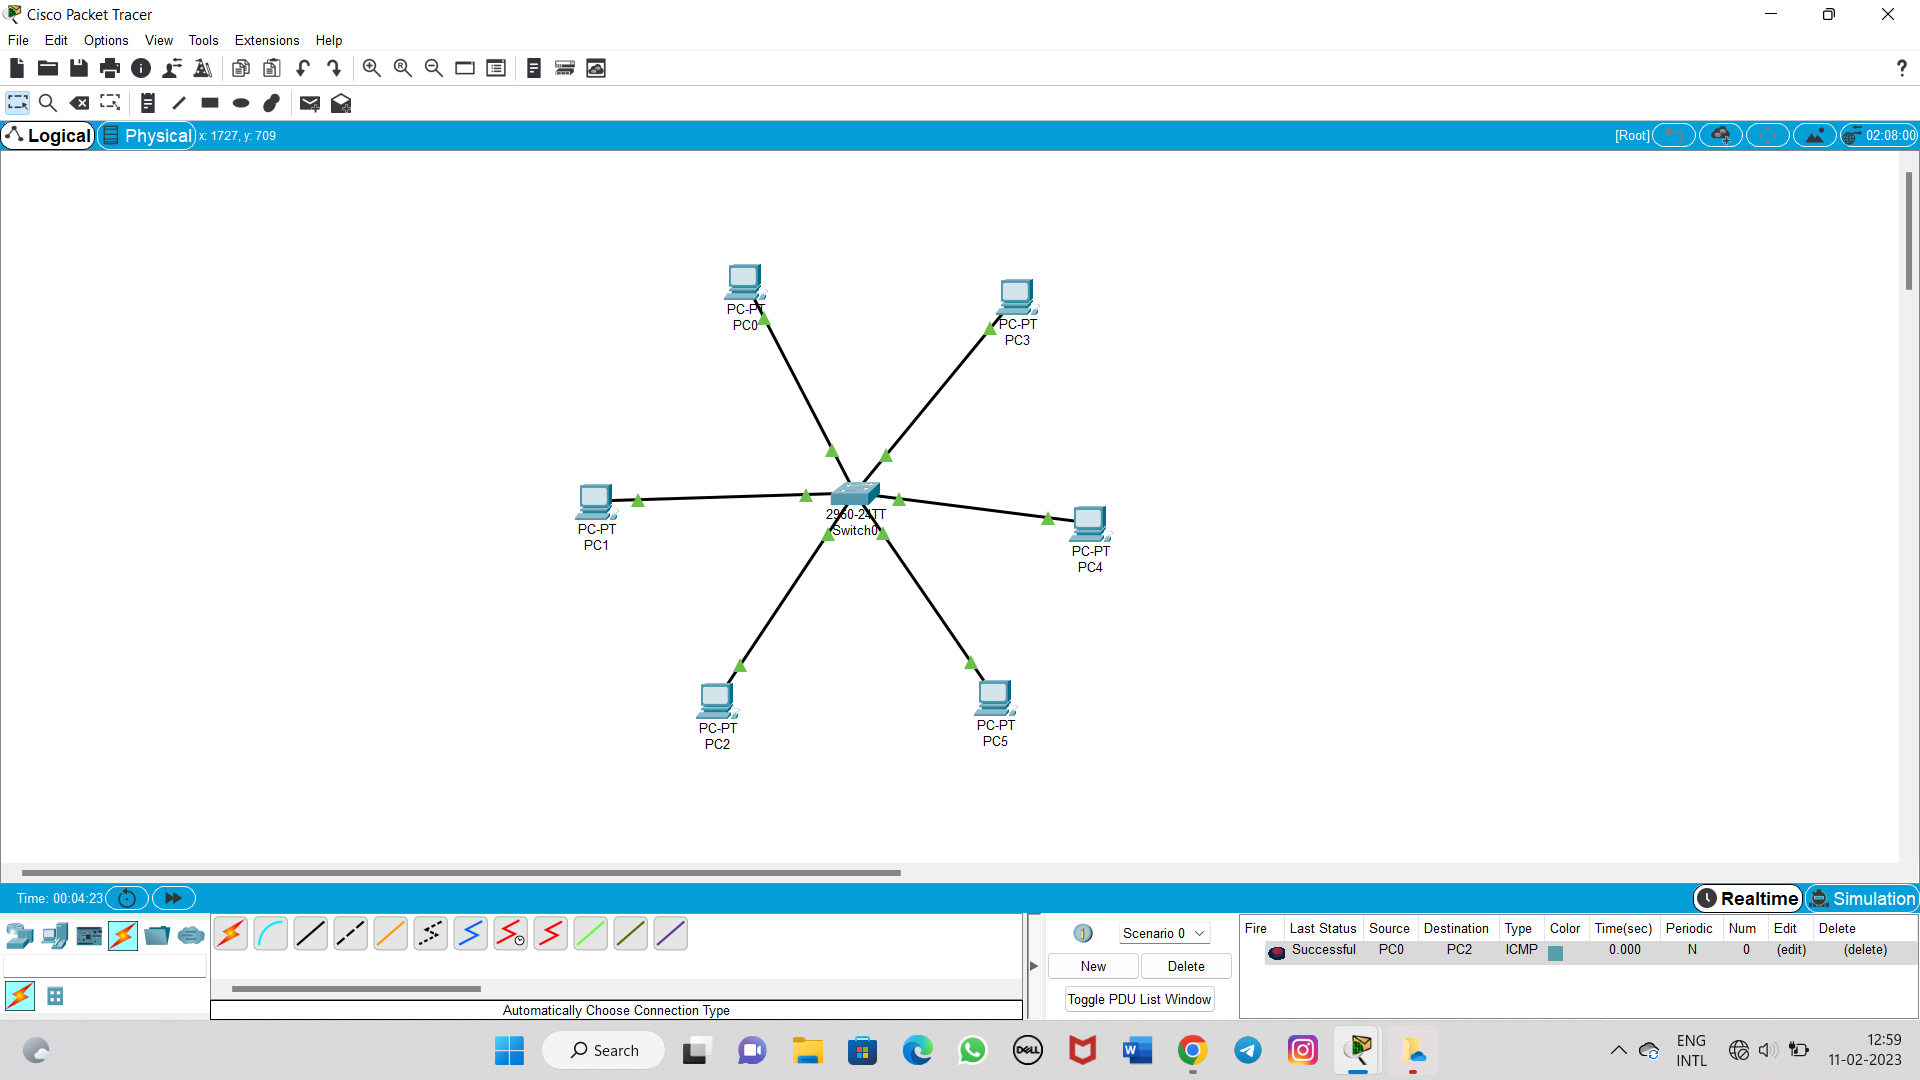 Cisco Packet Tracer
File Edit Options View Tools Extensions Help
?
Logical Physical x: 1727, y: 709 [Root] 02:08:00
PC-PT
PC0
PC-PT
PC3
2960-24TT
Switch0
PC-PT
PC1
PC-PT
PC4
PC-PT
PC2
PC-PT
PC5
Time: 00:04:23 Realtime Simulation
Scenario 0
New Delete
Toggle PDU List Window
Fire Last Status Source Destination Type Color Time(sec) Periodic Num Edit Delete
Successful PC0 PC2 ICMP 0.000 N 0 (edit) (delete)
Automatically Choose Connection Type
Search
DELL
ENG
INTL
12:59
11-02-2023